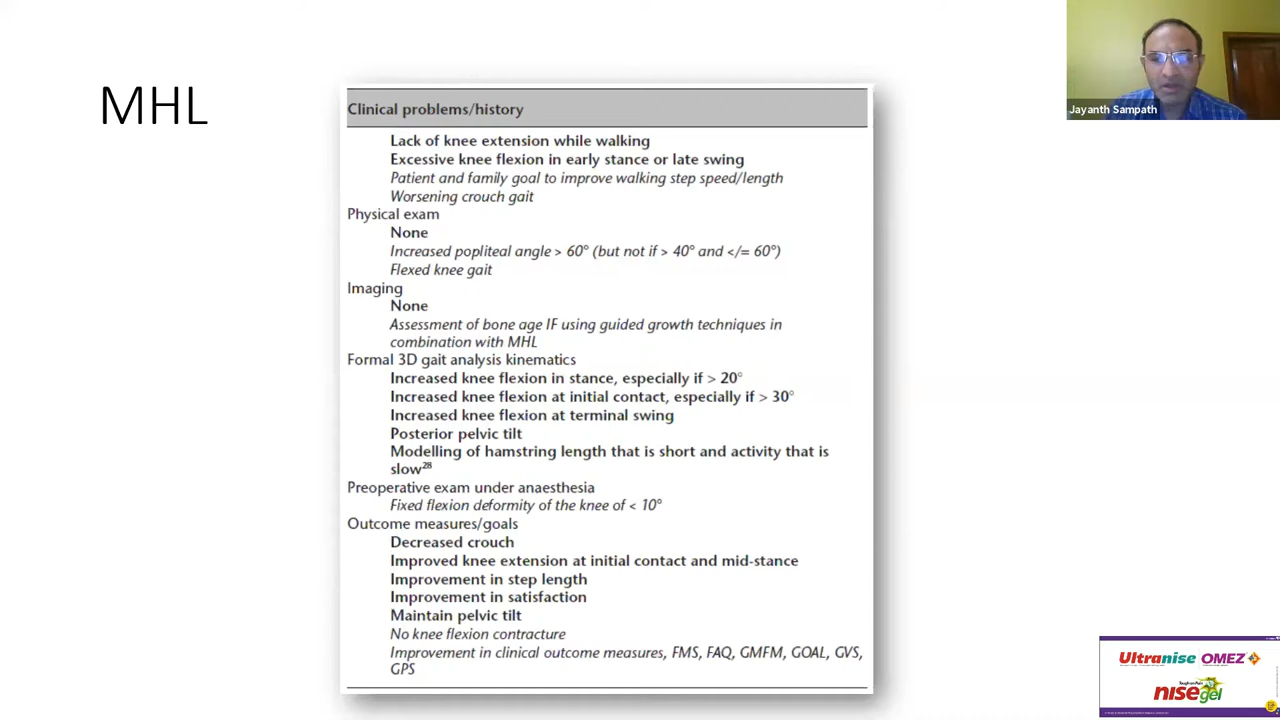 MHL
Clinical problems/history
Lack of knee extension while walking
Excessive knee flexion in early stance or late swing
Patient and family goal to improve walking step speed/length
Worsening crouch gait
Physical exam
None
Increased popliteal angle > 60° (but not if > 40° and </= 60°)
Flexed knee gait
Imaging
None
Assessment of bone age IF using guided growth techniques in
combination with MHL
Formal 3D gait analysis kinematics
Increased knee flexion in stance, especially if > 20°
Increased knee flexion at initial contact, especially if > 30°
Increased knee flexion at terminal swing
Posterior pelvic tilt
Modelling of hamstring length that is short and activity that is
slow28
Preoperative exam under anaesthesia
Fixed flexion deformity of the knee of < 10°
Outcome measures/goals
Decreased crouch
Improved knee extension at initial contact and mid-stance
Improvement in step length
Improvement in satisfaction
Maintain pelvic tilt
No knee flexion contracture
Improvement in clinical outcome measures, FMS, FAQ, GMFM, GOAL, GVS,
GPS
Jayanth Sampath
Ultranise OMEZ
nisegel